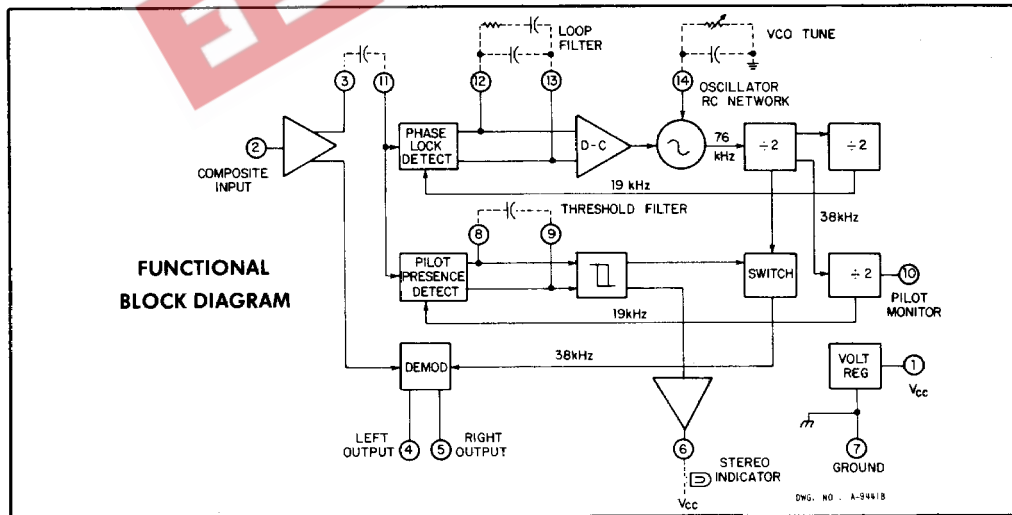 LOOP
FILTER
VCO TUNE
3
11
12
13
14
OSCILLATOR
RC NETWORK
2
COMPOSITE
INPUT
PHASE
LOCK
DETECT
D-C
76
kHz
÷2
÷2
19 kHz
38kHz
THRESHOLD FILTER
8
9
FUNCTIONAL
BLOCK DIAGRAM
PILOT
PRESENCE
DETECT
SWITCH
÷2
10
PILOT
MONITOR
19kHz
38kHz
DEMOD
VOLT
REG
1
Vcc
LEFT
OUTPUT
4
5
RIGHT
OUTPUT
6
7
GROUND
STEREO
INDICATOR
Vcc
DWG. NO. A-9441B